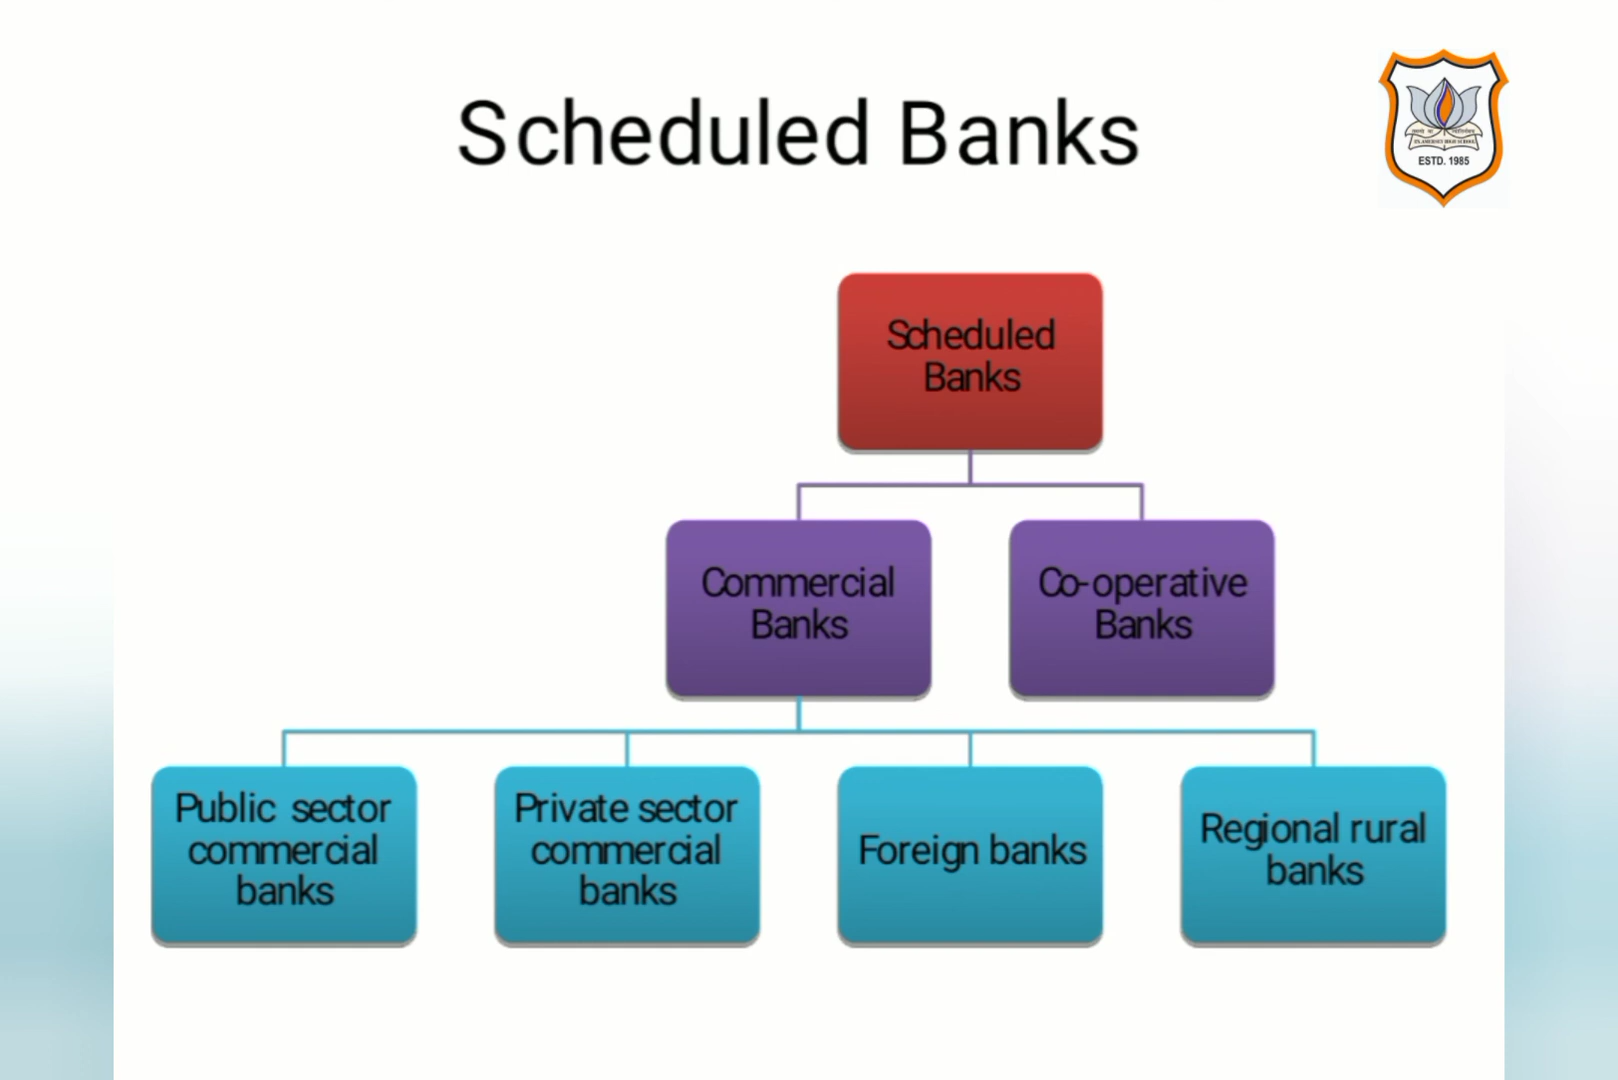 Scheduled Banks
ESTD. 1985
Scheduled
Banks
Commercial
Banks
Co-operative
Banks
Public sector
commercial
banks
Private sector
commercial
banks
Foreign banks
Regional rural
banks